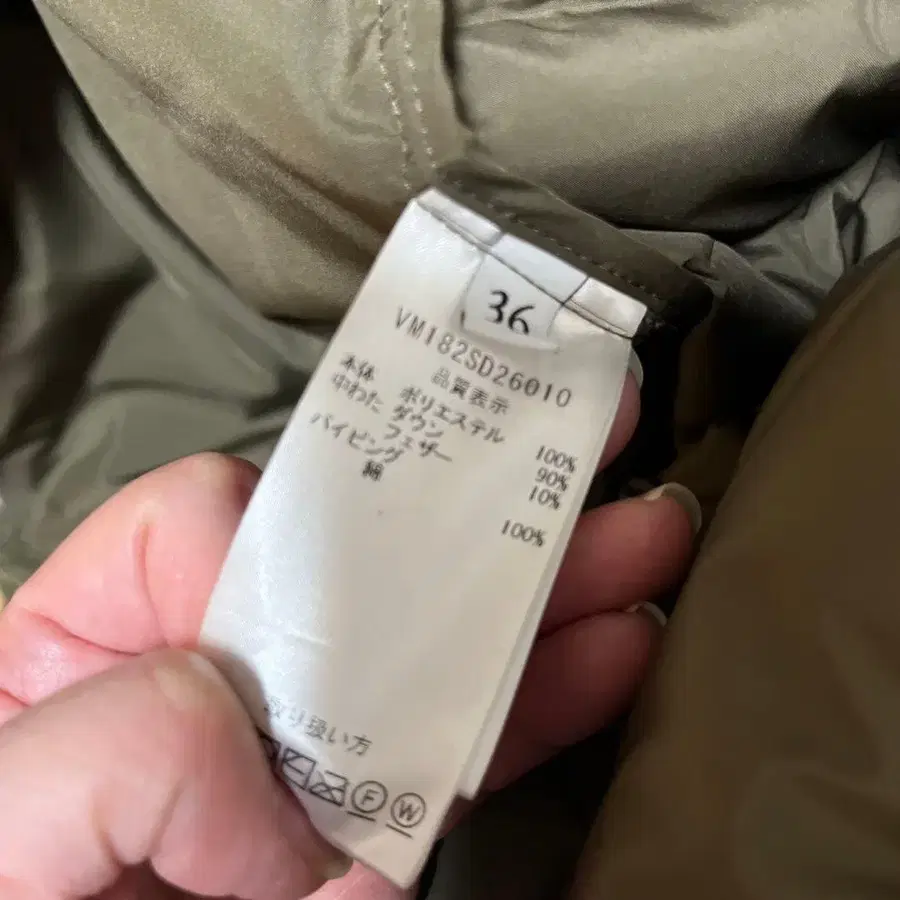 36
VM182SD26010
品質表示
本体 ポリエステル 100%
中わた ダウン 90%
フェザー 10%
パイピング
綿 100%
取り扱い方
F W